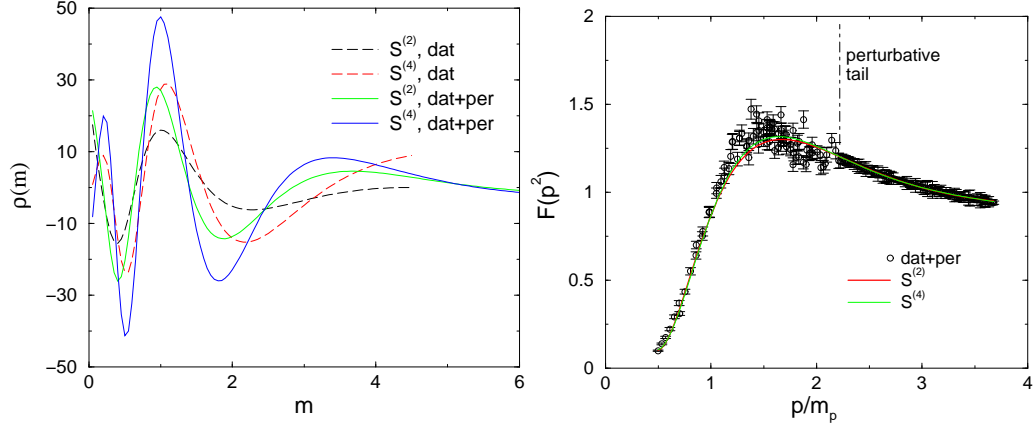 50
30
10
-10
-30
-50
ρ(m)
0 2 4 6
m
S^(2), dat
S^(4), dat
S^(2), dat+per
S^(4), dat+per
2
1.5
1
0.5
0
F(p^2)
0 1 2 3 4
p/m_p
perturbative
tail
dat+per
S^(2)
S^(4)